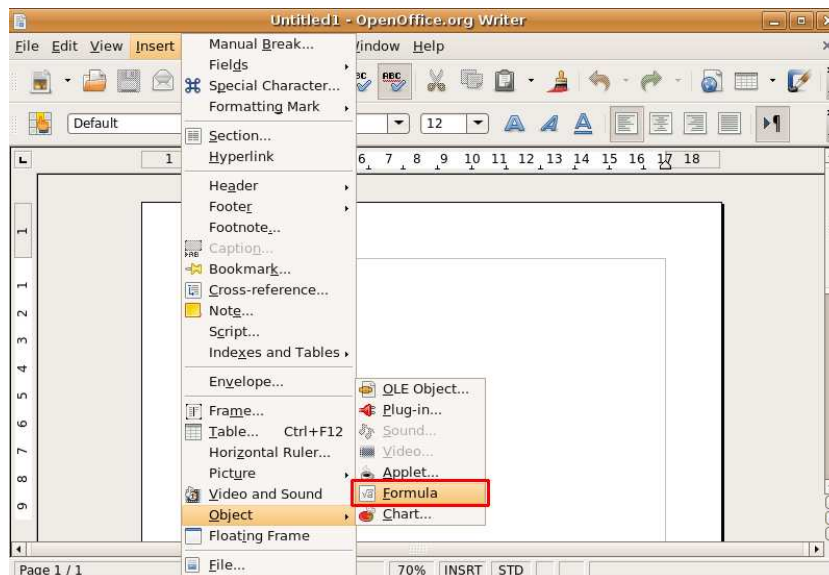 Untitled1 - OpenOffice.org Writer
File Edit View Insert Window Help
Default 12
1 6 7 8 9 10 11 12 13 14 15 16 17 18
Manual Break...
Fields
Special Character...
Formatting Mark
Section...
Hyperlink
Header
Footer
Footnote...
Caption...
Bookmark...
Cross-reference...
Note...
Script...
Indexes and Tables
Envelope...
Frame...
Table... Ctrl+F12
Horizontal Ruler...
Picture
Video and Sound
Object
Floating Frame
File...
OLE Object...
Plug-in...
Sound...
Video...
Applet...
Formula
Chart...
1
1
2
3
4
5
6
7
8
9
Page 1 / 1 70% INSRT STD